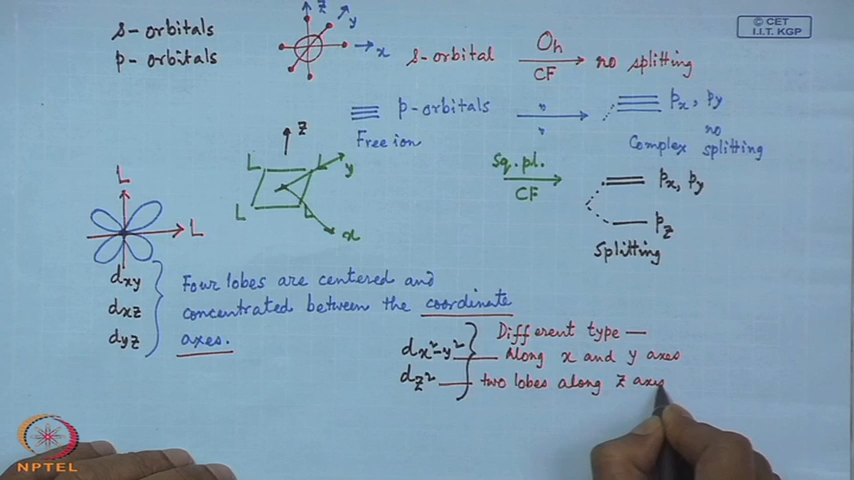 s-orbitals
p-orbitals
z
y
x
© CET
I.I.T. KGP
s-orbital Oh CF no splitting
p-orbitals px, py
Free ion Complex no splitting
z
L L y
L L x
Sq. pl.
CF
px, py
pz
Splitting
L
L
dxy
dxz
dyz
Four lobes are centered and
concentrated between the coordinate
axes.
Different type —
dx²-y² — Along x and y axes
dz² — two lobes along z axis
NPTEL